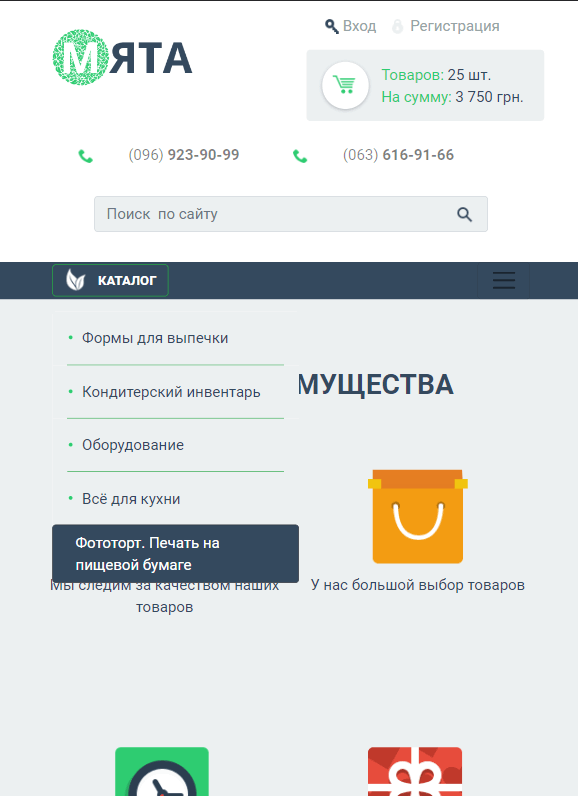 МЯТА
Вход Регистрация
Товаров: 25 шт.
На сумму: 3 750 грн.
(096) 923-90-99 (063) 616-91-66
Поиск по сайту
КАТАЛОГ
Формы для выпечки
МУЩЕСТВА
Кондитерский инвентарь
Оборудование
Всё для кухни
Фототорт. Печать на
пищевой бумаге
Мы следим за качеством наших
товаров
У нас большой выбор товаров